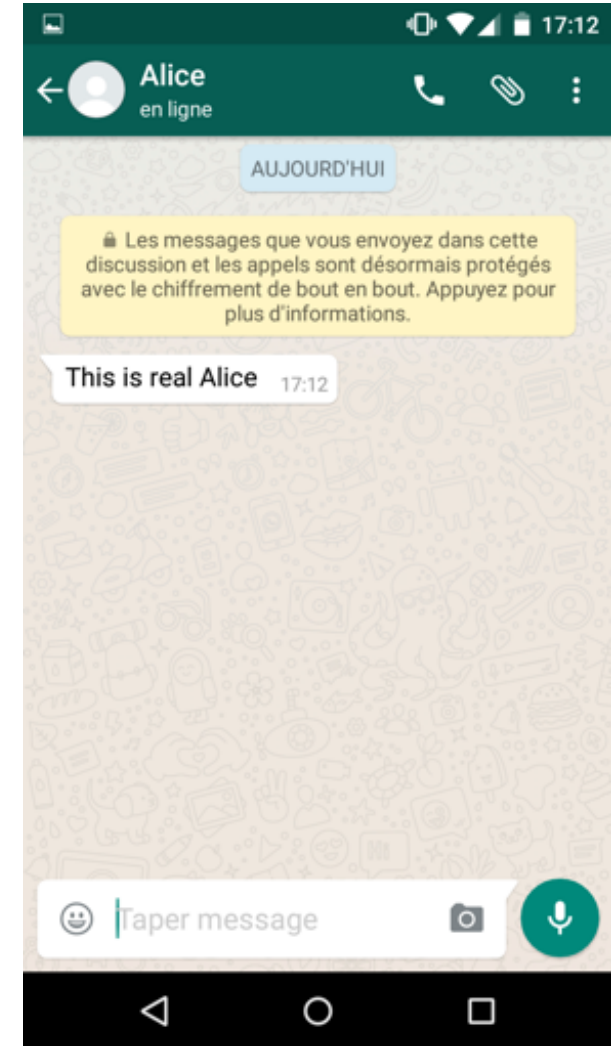 17:12
Alice
en ligne
AUJOURD'HUI
Les messages que vous envoyez dans cette
discussion et les appels sont désormais protégés
avec le chiffrement de bout en bout. Appuyez pour
plus d'informations.
This is real Alice 17:12
Taper message